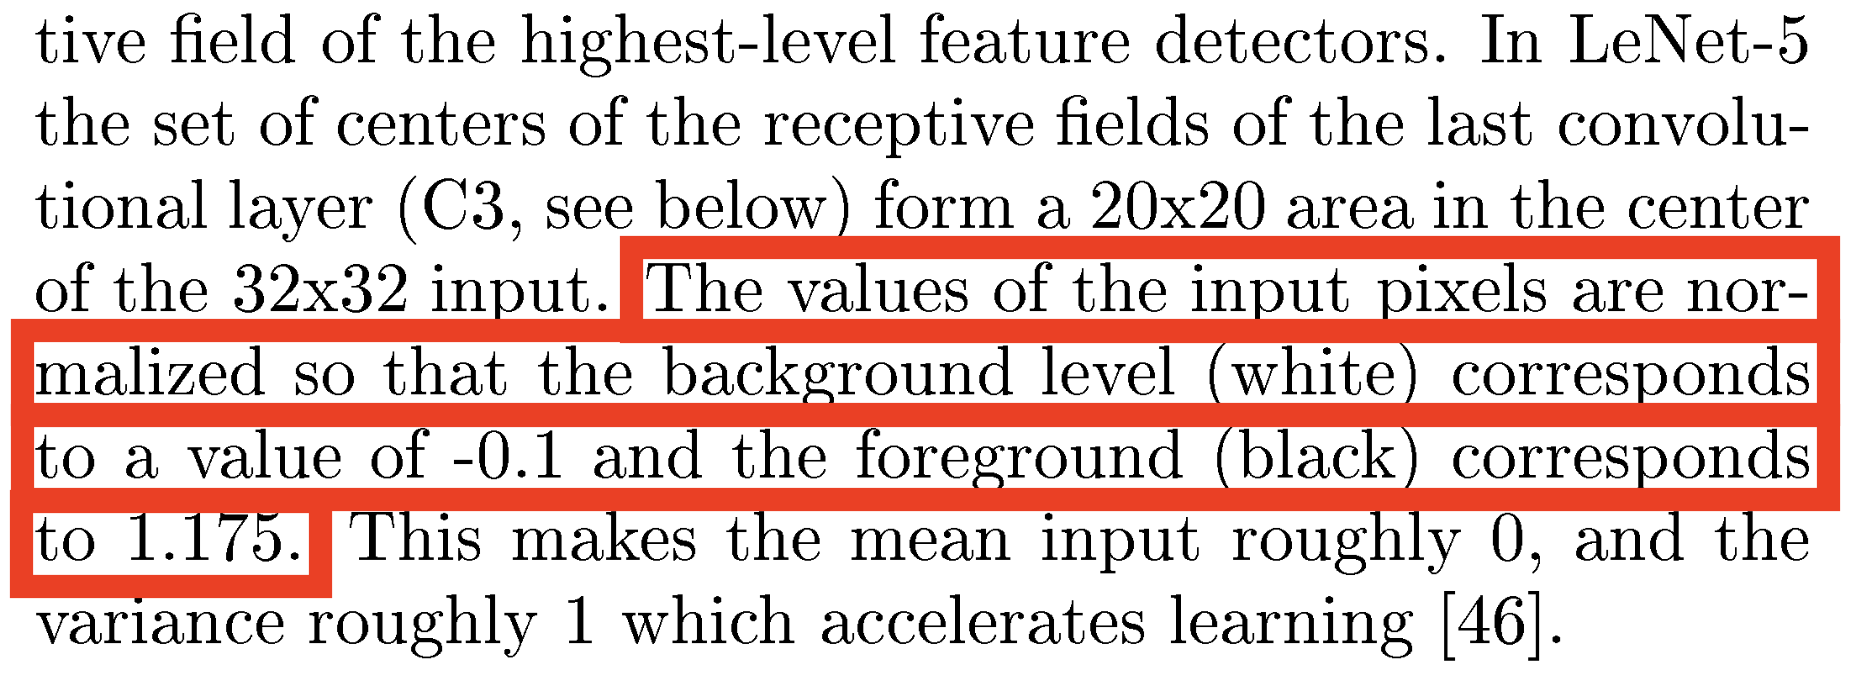 tive field of the highest-level feature detectors. In LeNet-5
the set of centers of the receptive fields of the last convolu-
tional layer (C3, see below) form a 20x20 area in the center
of the 32x32 input. The values of the input pixels are nor-
malized so that the background level (white) corresponds
to a value of -0.1 and the foreground (black) corresponds
to 1.175. This makes the mean input roughly 0, and the
variance roughly 1 which accelerates learning [46].